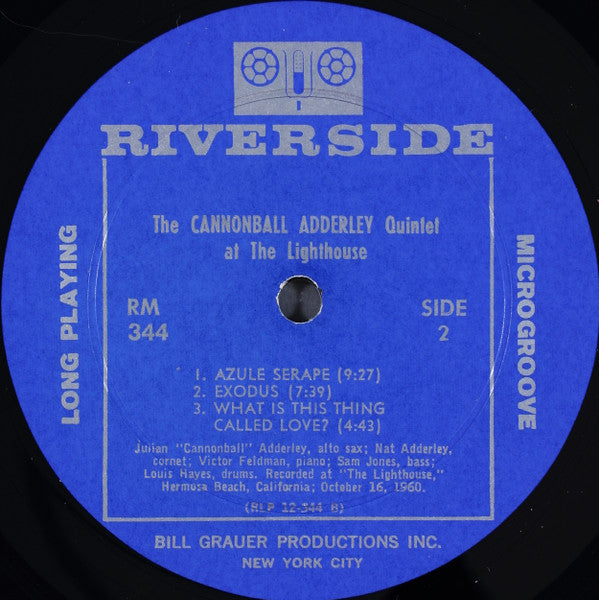 RIVERSIDE
The CANNONBALL ADDERLEY Quintet
at The Lighthouse
LONG PLAYING
MICROGROOVE
RM
344
SIDE
2
1. AZULE SERAPE (9:27)
2. EXODUS (7:39)
3. WHAT IS THIS THING
CALLED LOVE? (4:43)
Julian "Cannonball" Adderley, alto sax; Nat Adderley,
cornet; Victor Feldman, piano; Sam Jones, bass;
Louis Hayes, drums. Recorded at "The Lighthouse,"
Hermosa Beach, California; October 16, 1960.
(RLP 12-344 B)
BILL GRAUER PRODUCTIONS INC.
NEW YORK CITY